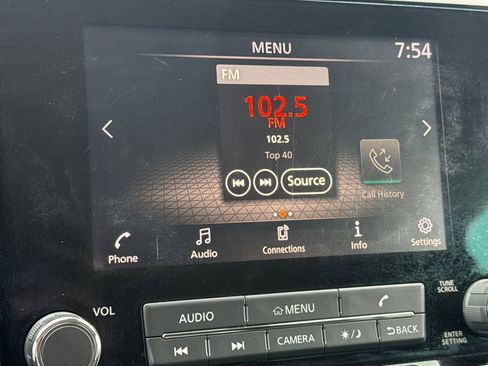 MENU 7:54
FM
102.5
FM
102.5
Top 40
Source
Call History
Phone Audio Connections Info Settings
VOL
TUNE
SCROLL
AUDIO MENU
CAMERA BACK
ENTER
SETTING